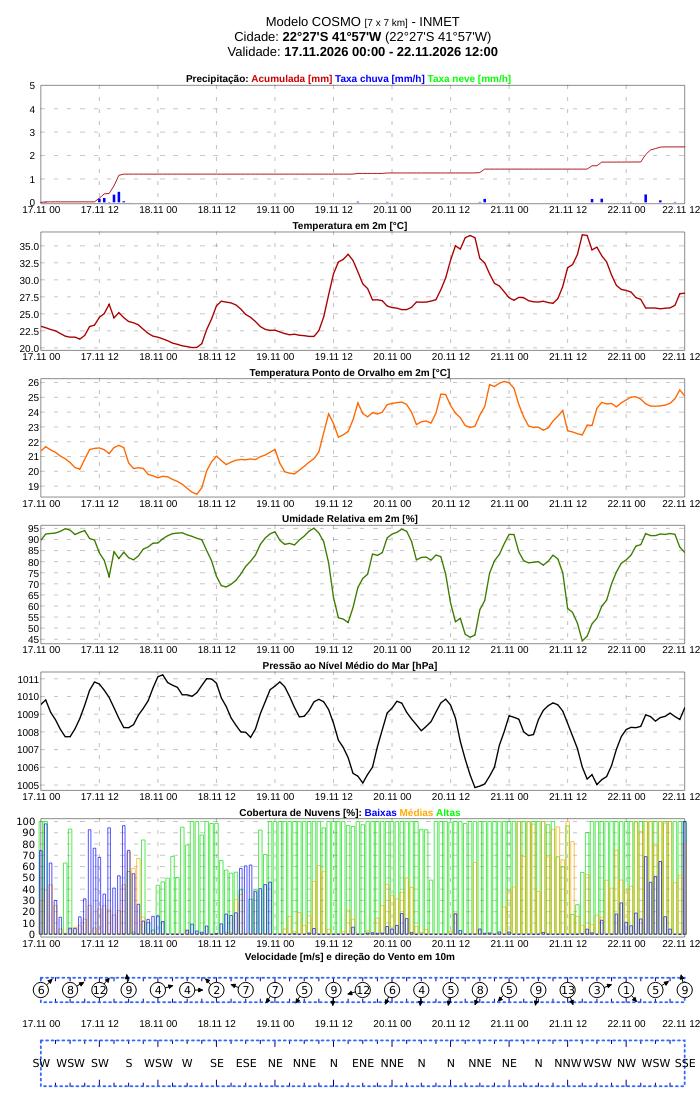 Modelo COSMO [7 x 7 km] - INMET
Cidade: 22°27'S 41°57'W (22°27'S 41°57'W)
Validade: 17.11.2026 00:00 - 22.11.2026 12:00
Precipitação: Acumulada [mm] Taxa chuva [mm/h] Taxa neve [mm/h]
5
4
3
2
1
0
17.11 00 17.11 12 18.11 00 18.11 12 19.11 00 19.11 12 20.11 00 20.11 12 21.11 00 21.11 12 22.11 00 22.11 12
Temperatura em 2m [°C]
35.0
32.5
30.0
27.5
25.0
22.5
20.0
17.11 00 17.11 12 18.11 00 18.11 12 19.11 00 19.11 12 20.11 00 20.11 12 21.11 00 21.11 12 22.11 00 22.11 12
Temperatura Ponto de Orvalho em 2m [°C]
26
25
24
23
22
21
20
19
17.11 00 17.11 12 18.11 00 18.11 12 19.11 00 19.11 12 20.11 00 20.11 12 21.11 00 21.11 12 22.11 00 22.11 12
Umidade Relativa em 2m [%]
95
90
85
80
75
70
65
60
55
50
45
17.11 00 17.11 12 18.11 00 18.11 12 19.11 00 19.11 12 20.11 00 20.11 12 21.11 00 21.11 12 22.11 00 22.11 12
Pressão ao Nível Médio do Mar [hPa]
1011
1010
1009
1008
1007
1006
1005
17.11 00 17.11 12 18.11 00 18.11 12 19.11 00 19.11 12 20.11 00 20.11 12 21.11 00 21.11 12 22.11 00 22.11 12
Cobertura de Nuvens [%]: Baixas Médias Altas
100
90
80
70
60
50
40
30
20
10
0
17.11 00 17.11 12 18.11 00 18.11 12 19.11 00 19.11 12 20.11 00 20.11 12 21.11 00 21.11 12 22.11 00 22.11 12
Velocidade [m/s] e direção do Vento em 10m
6 8 12 9 4 4 2 7 7 5 9 12 6 4 5 8 5 9 13 3 1 5 9
17.11 00 17.11 12 18.11 00 18.11 12 19.11 00 19.11 12 20.11 00 20.11 12 21.11 00 21.11 12 22.11 00 22.11 12
SW WSW SW S WSW W SE ESE NE NNE N ENE NNE N N NNE NE N NNW WSW NW WSW SSE